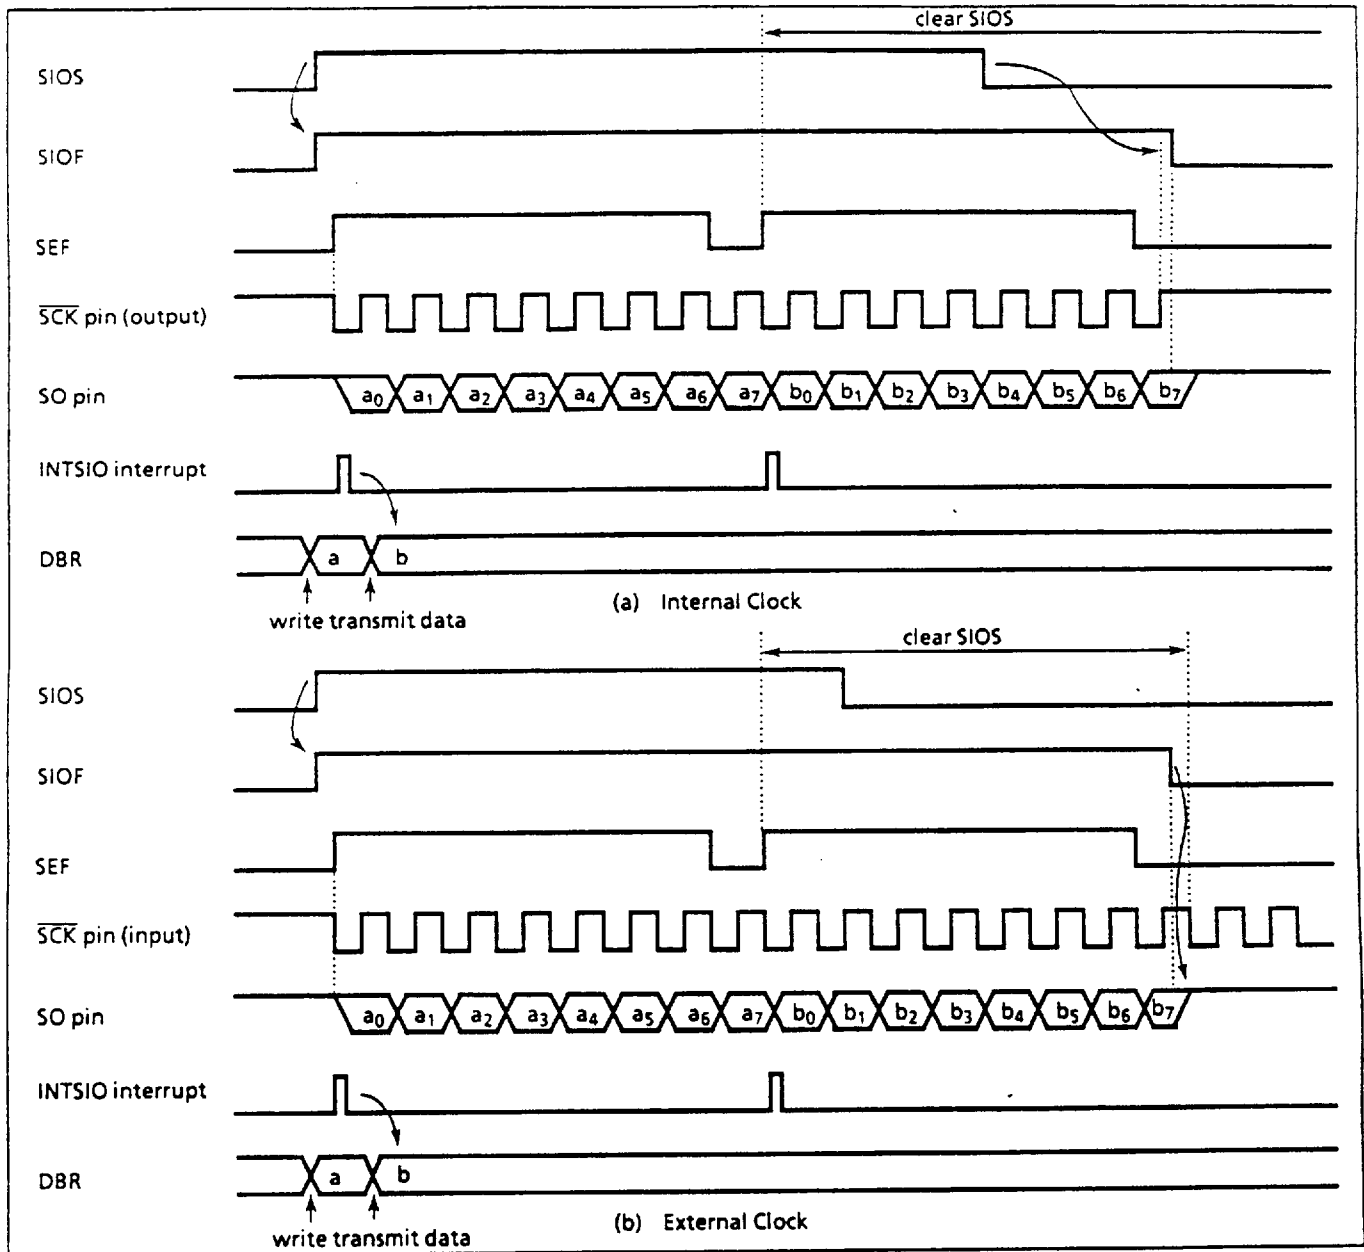 clear SIOS
SIOS
SIOF
SEF
SCK pin (output)
SO pin a0 a1 a2 a3 a4 a5 a6 a7 b0 b1 b2 b3 b4 b5 b6 b7
INTSIO interrupt
DBR a b
write transmit data
(a) Internal Clock
clear SIOS
SIOS
SIOF
SEF
SCK pin (input)
SO pin a0 a1 a2 a3 a4 a5 a6 a7 b0 b1 b2 b3 b4 b5 b6 b7
INTSIO interrupt
DBR a b
write transmit data
(b) External Clock